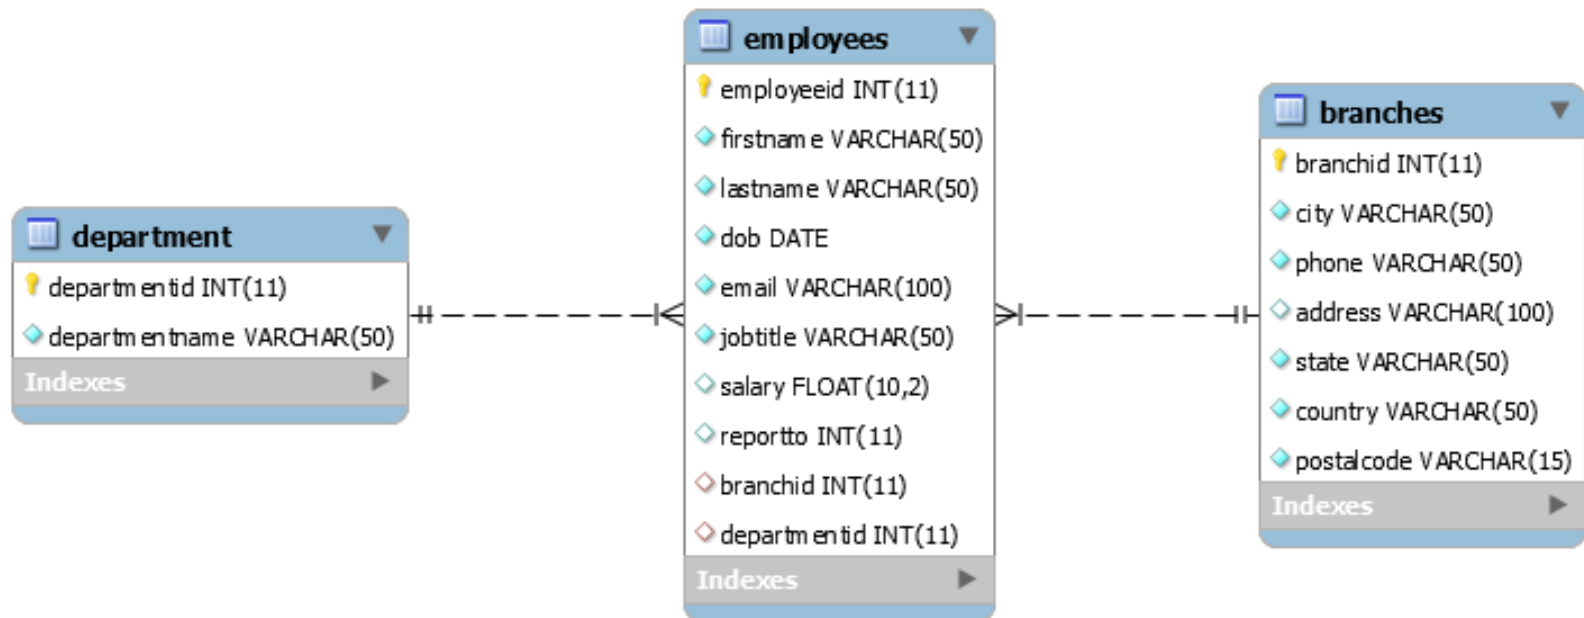 department
departmentid INT(11)
departmentname VARCHAR(50)
Indexes
employees
employeeid INT(11)
firstname VARCHAR(50)
lastname VARCHAR(50)
dob DATE
email VARCHAR(100)
jobtitle VARCHAR(50)
salary FLOAT(10,2)
reportto INT(11)
branchid INT(11)
departmentid INT(11)
Indexes
branches
branchid INT(11)
city VARCHAR(50)
phone VARCHAR(50)
address VARCHAR(100)
state VARCHAR(50)
country VARCHAR(50)
postalcode VARCHAR(15)
Indexes